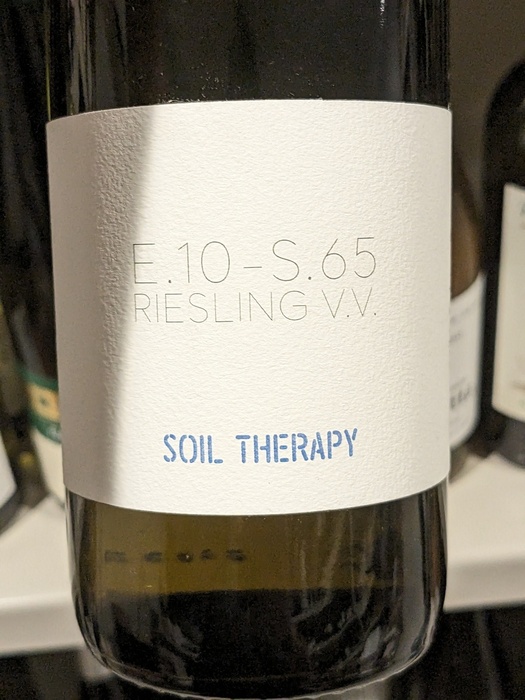 E.10-S.65
RIESLING V.V.
SOIL THERAPY